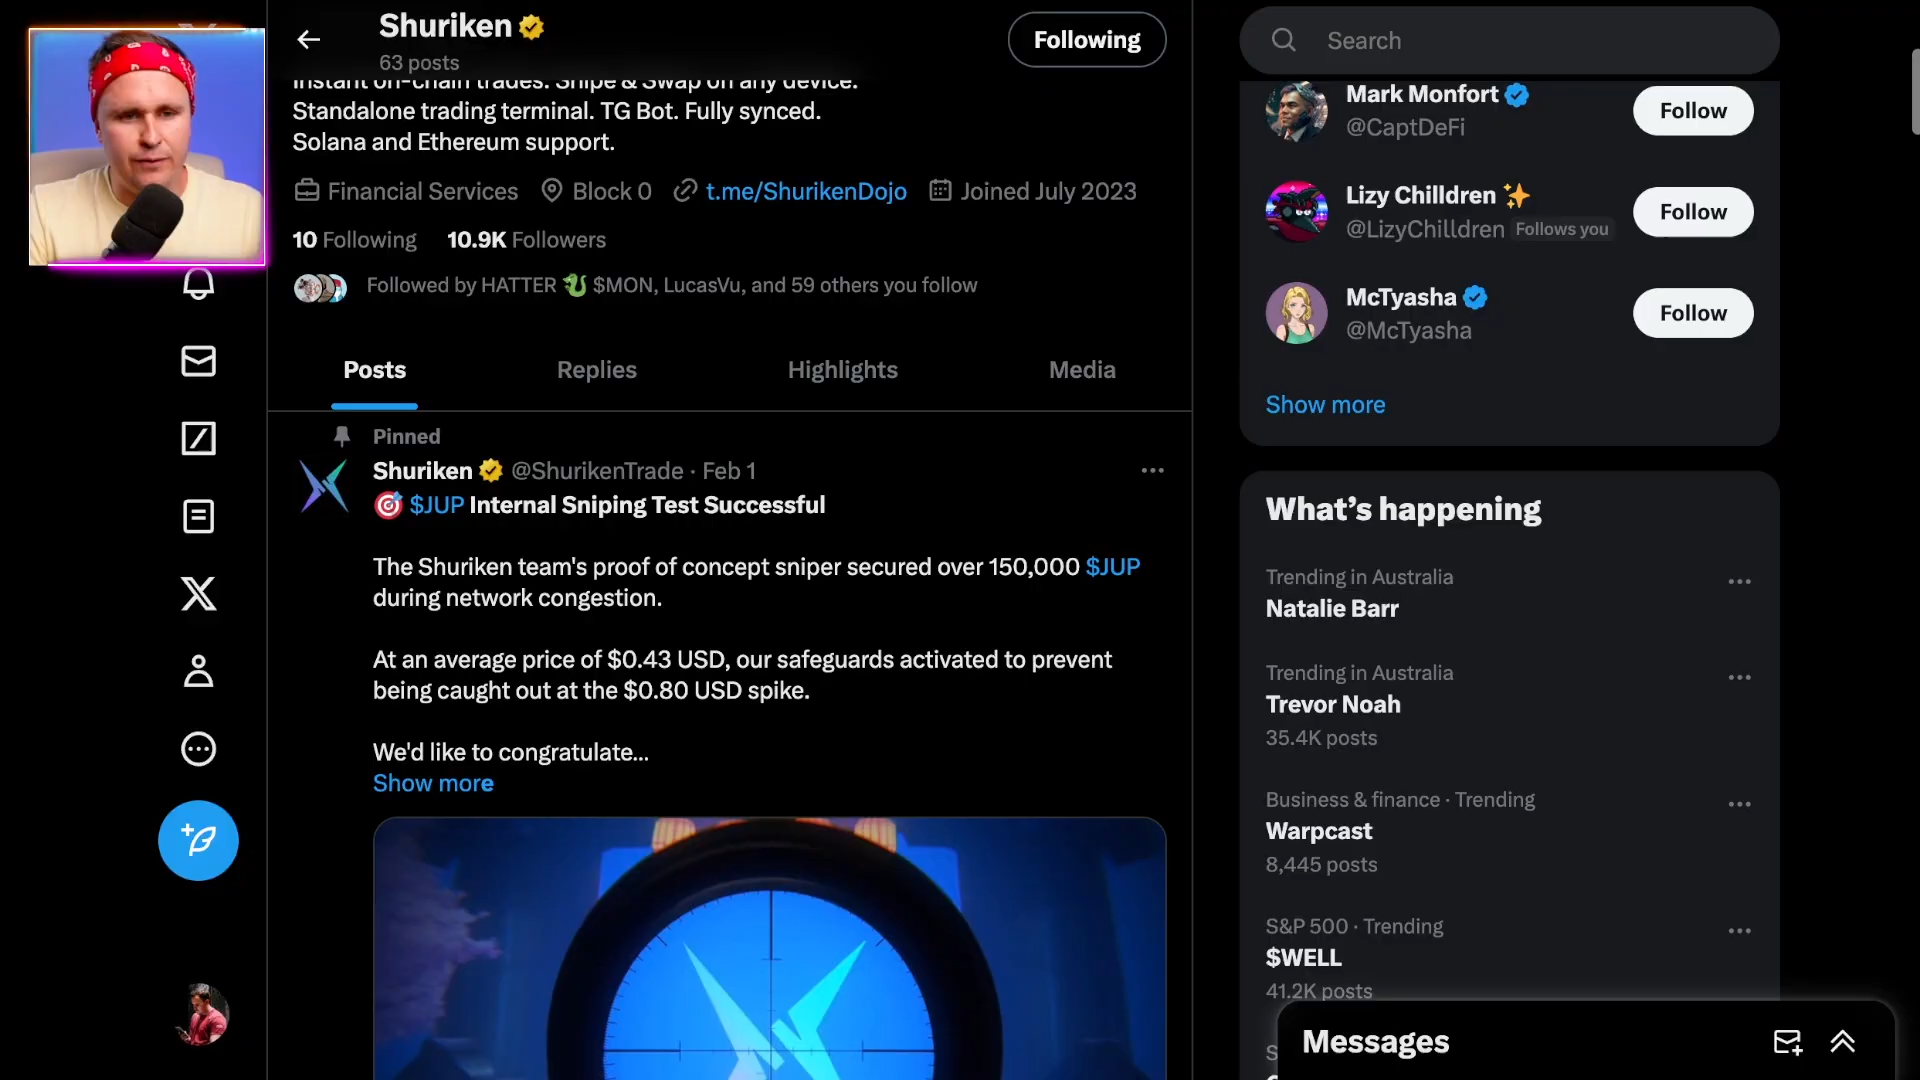 Shuriken
63 posts
Following
Search
Instant on-chain trades. Snipe & Swap on any device.
Standalone trading terminal. TG Bot. Fully synced.
Solana and Ethereum support.
Financial Services
Block 0
t.me/ShurikenDojo
Joined July 2023
10 Following
10.9K Followers
Followed by HATTER 🐉 $MON, LucasVu, and 59 others you follow
Posts
Replies
Highlights
Media
Pinned
Shuriken @ShurikenTrade · Feb 1
🎯 $JUP Internal Sniping Test Successful
The Shuriken team's proof of concept sniper secured over 150,000 $JUP
during network congestion.
At an average price of $0.43 USD, our safeguards activated to prevent
being caught out at the $0.80 USD spike.
We'd like to congratulate...
Show more
Mark Monfort
@CaptDeFi
Follow
Lizy Chilldren ✨
@LizyChilldren Follows you
Follow
McTyasha
@McTyasha
Follow
Show more
What's happening
Trending in Australia
Natalie Barr
Trending in Australia
Trevor Noah
35.4K posts
Business & finance · Trending
Warpcast
8,445 posts
S&P 500 · Trending
$WELL
41.2K posts
Messages